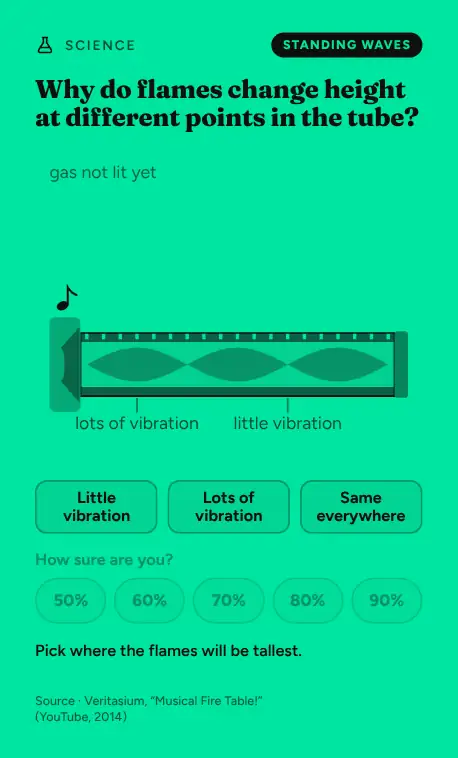 SCIENCE
STANDING WAVES
Why do flames change height
at different points in the tube?
gas not lit yet
lots of vibration
little vibration
Little
vibration
Lots of
vibration
Same
everywhere
How sure are you?
50%
60%
70%
80%
90%
Pick where the flames will be tallest.
Source · Veritasium, “Musical Fire Table!”
(YouTube, 2014)